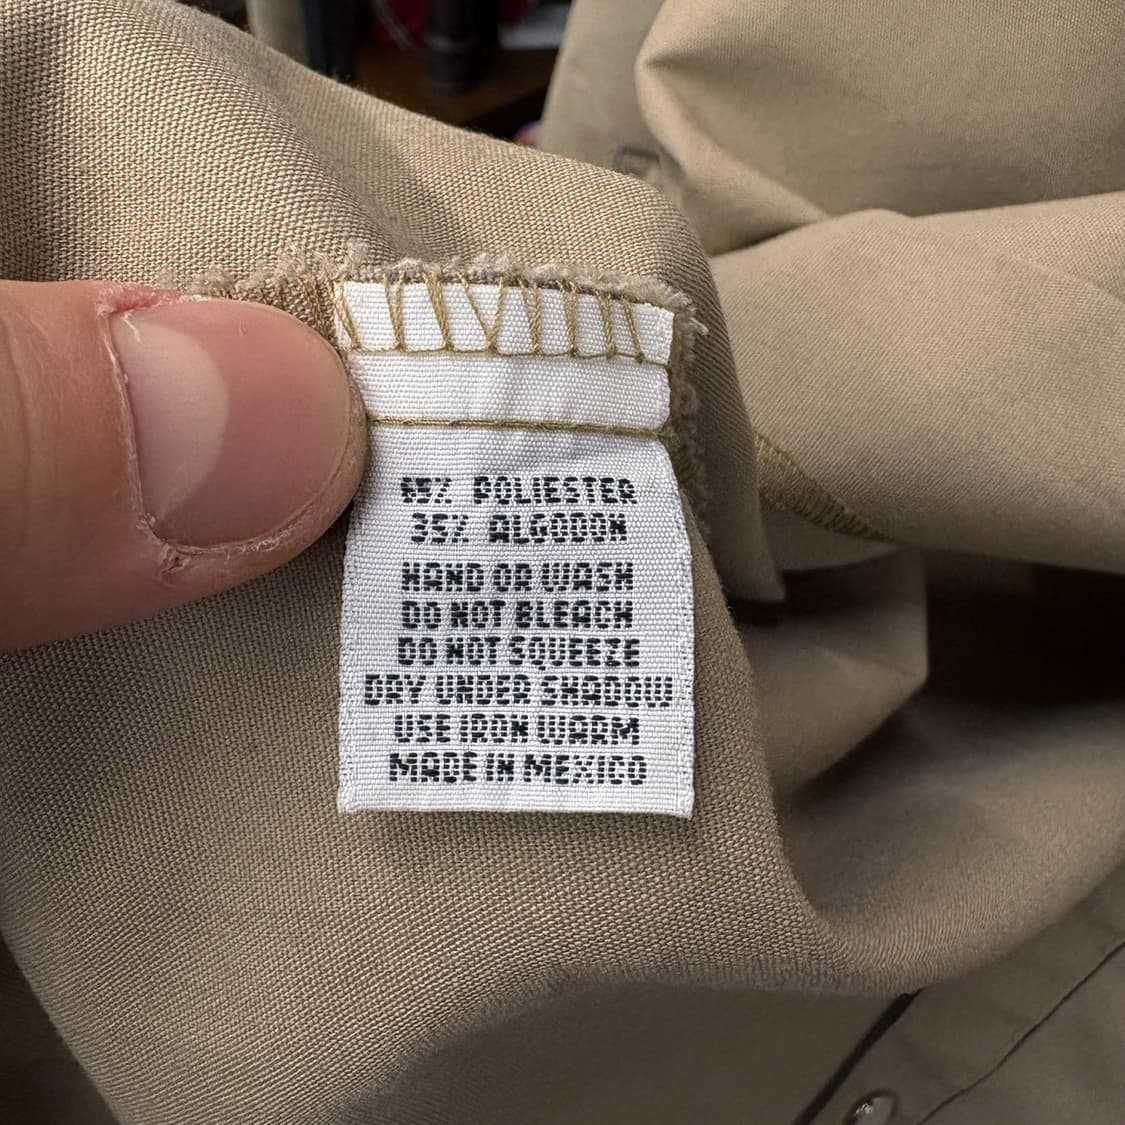 65% POLIESTER
35% ALGODON
HAND OR WASH
DO NOT BLEACH
DO NOT SQUEEZE
DRY UNDER SHADOW
USE IRON WARM
MADE IN MEXICO